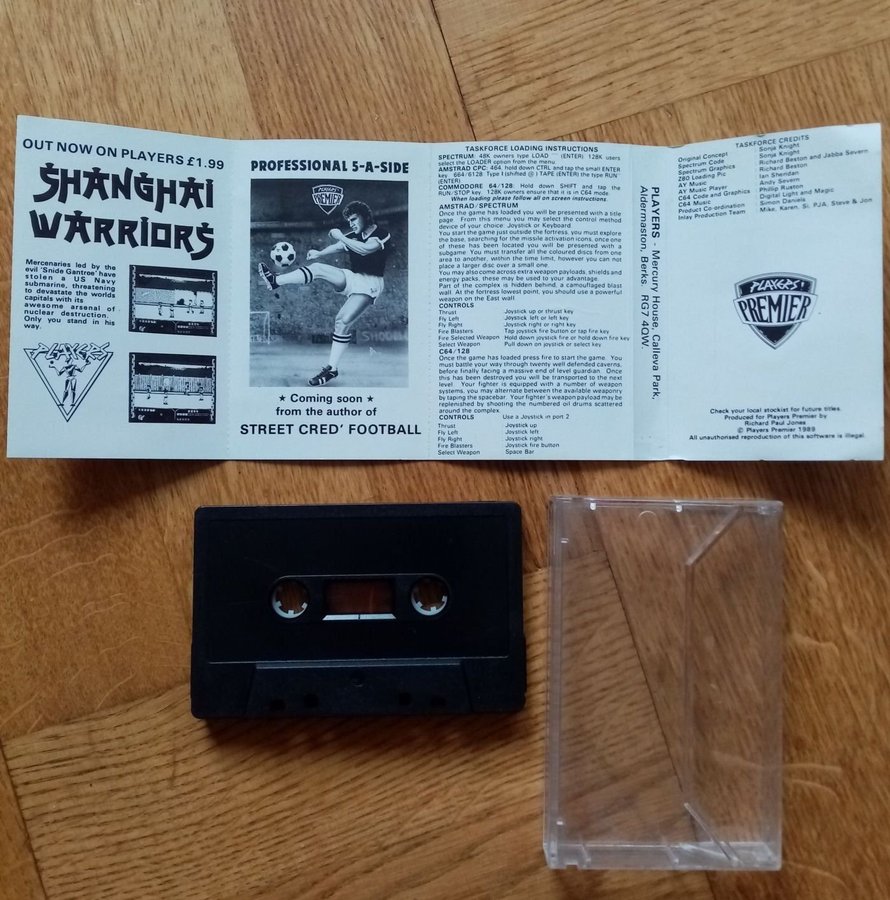 OUT NOW ON PLAYERS £1.99
SHANGHAI
WARRIORS
Mercenaries led by the
evil 'Snide Gantree' have
stolen a US Navy
submarine, threatening
to devastate the worlds
capitals with its
awesome arsenal of
nuclear destruction.
Only you stand in his
way.
PLAYERS
PROFESSIONAL 5-A-SIDE
PLAYERS
PREMIER
★ Coming soon ★
from the author of
STREET CRED' FOOTBALL
TASKFORCE LOADING INSTRUCTIONS
SPECTRUM: 48K owners type LOAD "" (ENTER) 128K users
select the LOADER option from the menu
AMSTRAD CPC: 464 hold down CTRL and tap the small ENTER
key 664/6128 Type I (shifted @ ) TAPE (ENTER) the type RUN"
(ENTER).
COMMODORE 64/128: Hold down SHIFT and tap the
RUN/STOP key 128K owners ensure that it is in C64 mode.
When loading please follow all on screen instructions.
AMSTRAD/SPECTRUM
Once the game has loaded you will be presented with a title
page. From this menu you may select the control method
device of your choice: Joystick or Keyboard.
You start the game just outside the fortress, you must explore
the base, searching for the missile activation icons, once one
of these has been located you will be presented with a
subgame. You must transfer all the coloured discs from one
area to another, within the time limit, however you can not
place a larger disc over a small one.
You may also come across extra weapon payloads, shields and
energy packs, these may be used to your advantage.
Part of the complex is hidden behind, a camouflaged blast
wall. At the fortress lowest point, you should use a powerful
weapon on the East wall.
CONTROLS
Thrust Joystick up or thrust key
Fly Left Joystick left or left key
Fly Right Joystick right or right key
Fire Blasters Tap joystick fire button or tap fire key
Fire Selected Weapon Hold down joystick fire or hold down fire key
Select Weapon Pull down on joystick or select key
C64/128
Once the game has loaded press fire to start the game. You
must battle your way through twenty well defended caverns,
before finally facing a massive end of level guardian. Once
this has been destroyed you will be transported to the next
level. Your fighter is equipped with a number of weapon
systems, you may alternate between the available weaponry
by tapping the spacebar. Your fighter's weapon payload may be
replenished by shooting the numbered oil drums scattered
around the complex.
CONTROLS Use a Joystick in port 2
Thrust Joystick up
Fly Left Joystick left
Fly Right Joystick right
Fire Blasters Joystick fire button
Select Weapon Space Bar
PLAYERS - Mercury House, Calleva Park,
Aldermaston, Berks. RG7 4QW.
TASKFORCE CREDITS
Original Concept Sonja Knight
Spectrum Code Sonja Knight
Spectrum Graphics Richard Beston and Jabba Severn
Z80 Loading Pic Richard Beston
AY Music Ian Sheridan
AY Music Player Andy Severn
C64 Code and Graphics Phillip Ruston
C64 Music Digital Light and Magic
Product Co-ordination Simon Daniels
Inlay Production Team Mike, Karen, Si, PJA, Steve & Jon
PLAYERS
PREMIER
Check your local stockist for future titles.
Produced for Players Premier by
Richard Paul Jones
© Players Premier 1989
All unauthorised reproduction of this software is illegal.